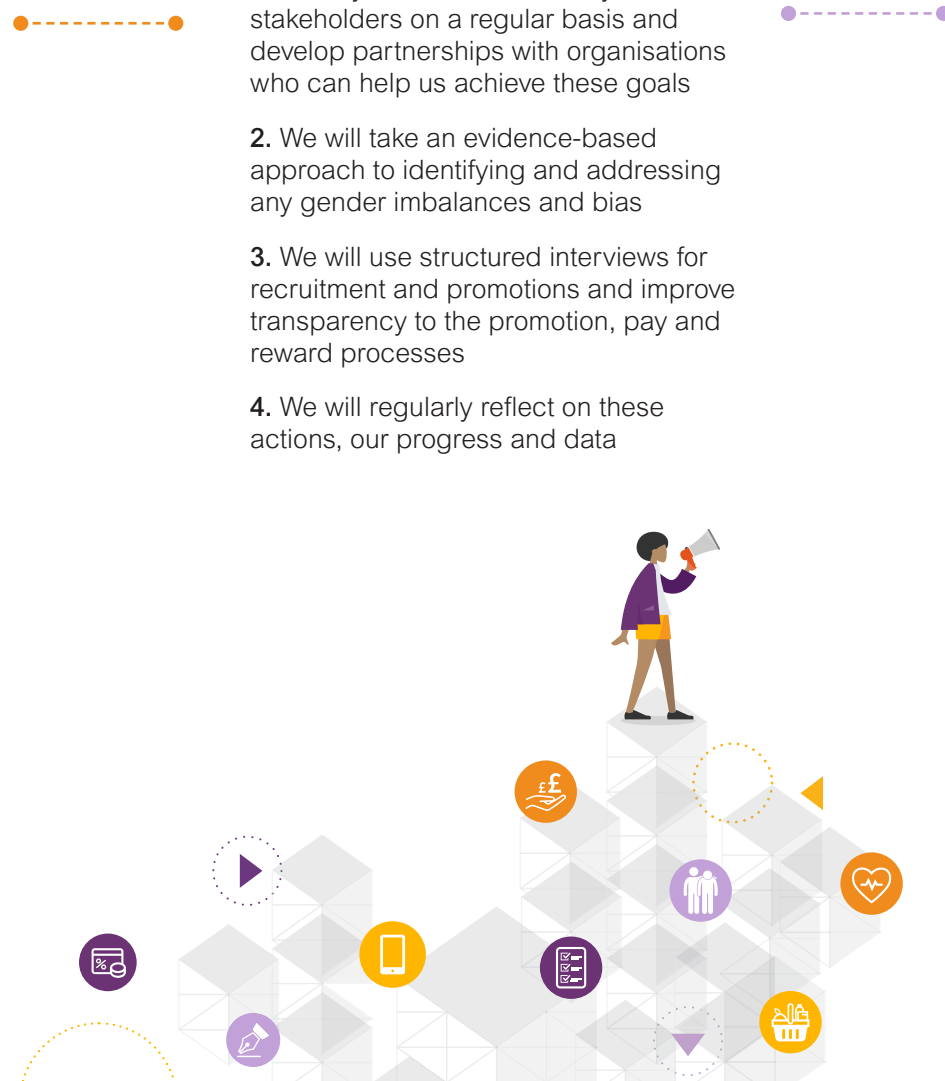 stakeholders on a regular basis and
develop partnerships with organisations
who can help us achieve these goals
2. We will take an evidence-based
approach to identifying and addressing
any gender imbalances and bias
3. We will use structured interviews for
recruitment and promotions and improve
transparency to the promotion, pay and
reward processes
4. We will regularly reflect on these
actions, our progress and data
££
%